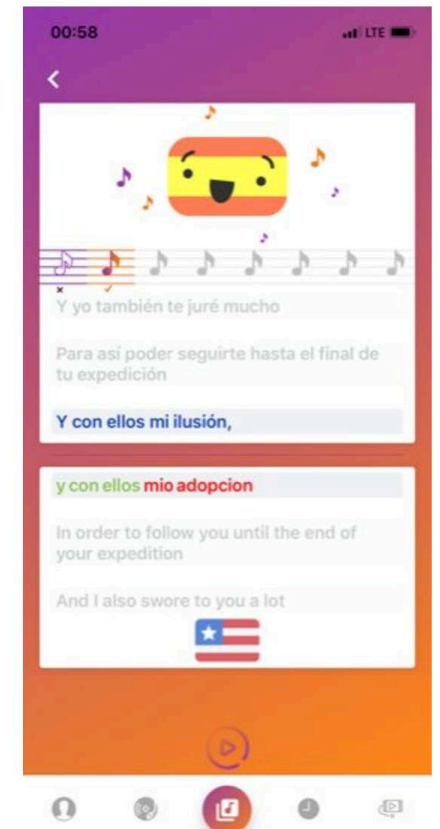 00:58
LTE
Y yo también te juré mucho
Para así poder seguirte hasta el final de
tu expedición
Y con ellos mi ilusión,
y con ellos mio adopcion
In order to follow you until the end of
your expedition
And I also swore to you a lot